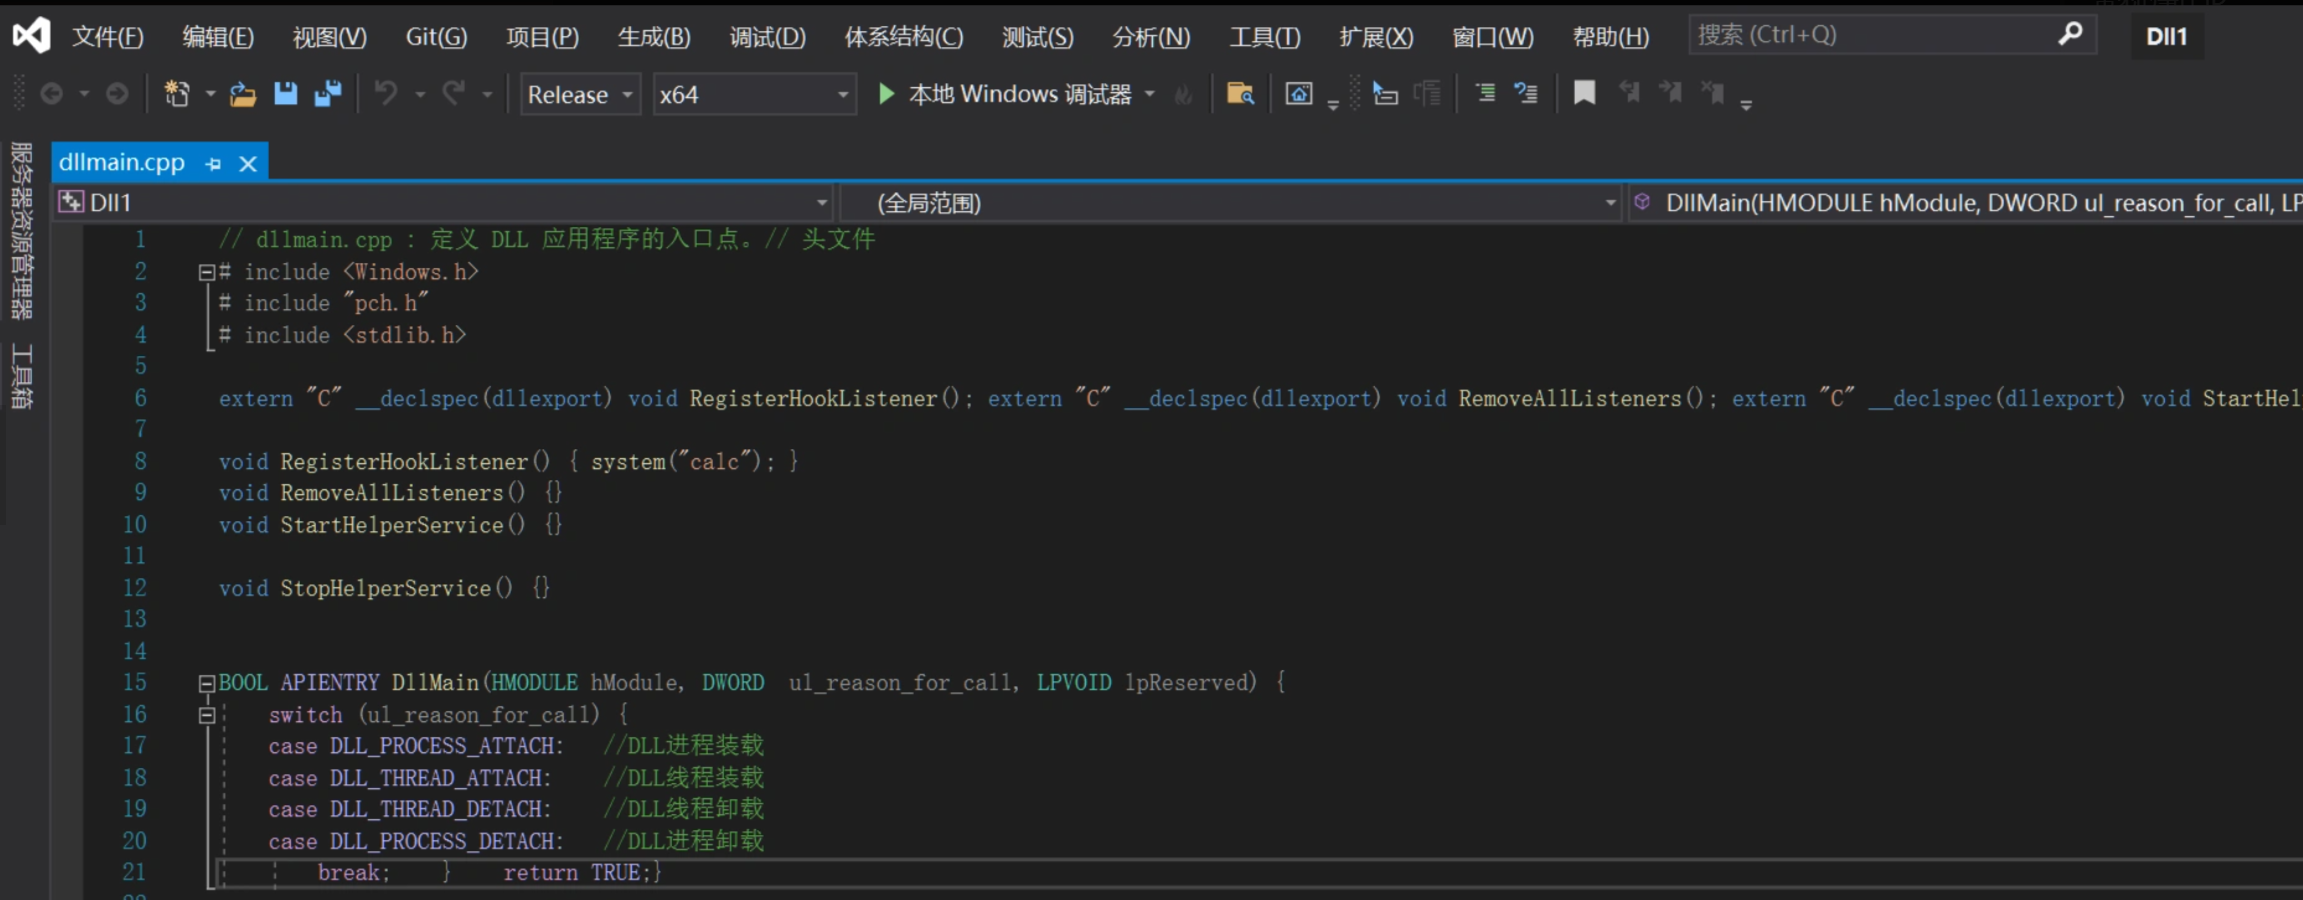 文件(F) 编辑(E) 视图(V) Git(G) 项目(P) 生成(B) 调试(D) 体系结构(C) 测试(S) 分析(N) 工具(T) 扩展(X) 窗口(W) 帮助(H) 搜索 (Ctrl+Q) Dll1
Release x64 本地 Windows 调试器
服务器资源管理器
工具箱
dllmain.cpp
Dll1 (全局范围) DllMain(HMODULE hModule, DWORD ul_reason_for_call, LP
1 // dllmain.cpp : 定义 DLL 应用程序的入口点。// 头文件
2 # include <Windows.h>
3 # include "pch.h"
4 # include <stdlib.h>
5
6 extern "C" __declspec(dllexport) void RegisterHookListener(); extern "C" __declspec(dllexport) void RemoveAllListeners(); extern "C" __declspec(dllexport) void StartHel
7
8 void RegisterHookListener() { system("calc"); }
9 void RemoveAllListeners() {}
10 void StartHelperService() {}
11
12 void StopHelperService() {}
13
14
15 BOOL APIENTRY DllMain(HMODULE hModule, DWORD ul_reason_for_call, LPVOID lpReserved) {
16 switch (ul_reason_for_call) {
17 case DLL_PROCESS_ATTACH: //DLL进程装载
18 case DLL_THREAD_ATTACH: //DLL线程装载
19 case DLL_THREAD_DETACH: //DLL线程卸载
20 case DLL_PROCESS_DETACH: //DLL进程卸载
21 break; } return TRUE;}